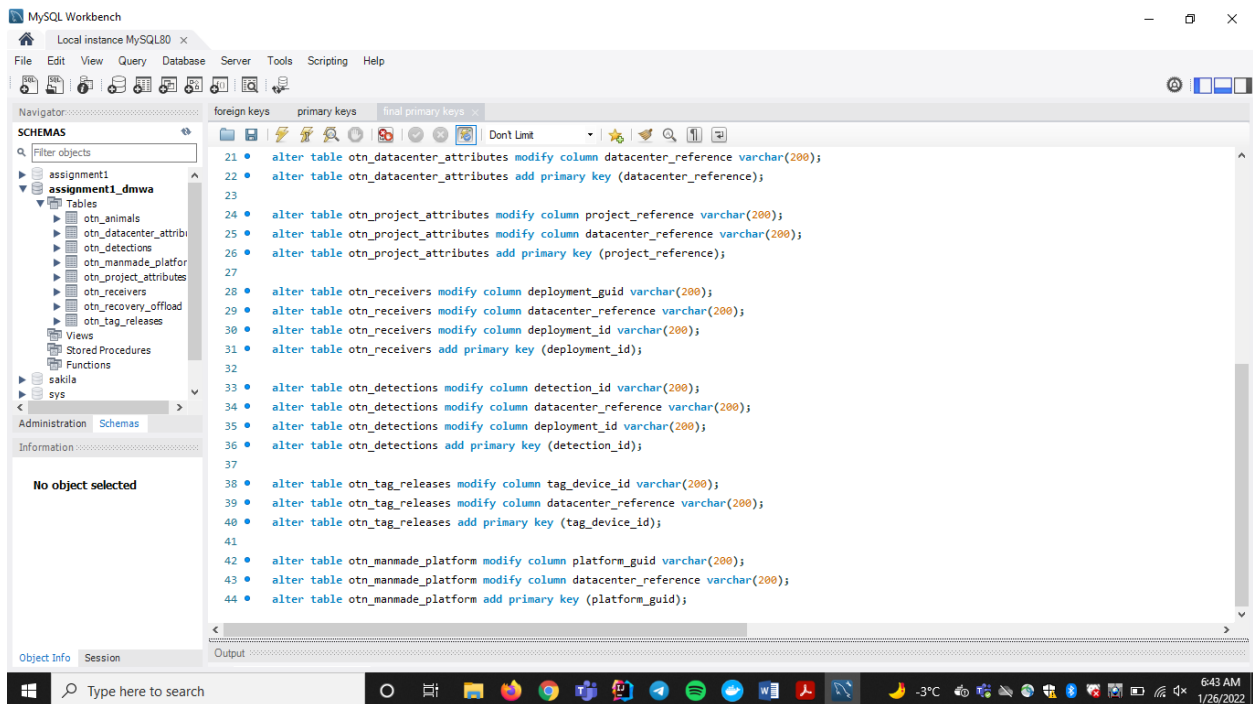 MySQL Workbench
Local instance MySQL80
File Edit View Query Database Server Tools Scripting Help
Navigator
SCHEMAS
Filter objects
assignment1
assignment1_dmwa
Tables
otn_animals
otn_datacenter_attribu
otn_detections
otn_manmade_platfor
otn_project_attributes
otn_receivers
otn_recovery_offload
otn_tag_releases
Views
Stored Procedures
Functions
sakila
sys
Administration Schemas
Information
No object selected
Object Info Session
foreign keys primary keys final primary keys
Don't Limit
21 alter table otn_datacenter_attributes modify column datacenter_reference varchar(200);
22 alter table otn_datacenter_attributes add primary key (datacenter_reference);
23
24 alter table otn_project_attributes modify column project_reference varchar(200);
25 alter table otn_project_attributes modify column datacenter_reference varchar(200);
26 alter table otn_project_attributes add primary key (project_reference);
27
28 alter table otn_receivers modify column deployment_guid varchar(200);
29 alter table otn_receivers modify column datacenter_reference varchar(200);
30 alter table otn_receivers modify column deployment_id varchar(200);
31 alter table otn_receivers add primary key (deployment_id);
32
33 alter table otn_detections modify column detection_id varchar(200);
34 alter table otn_detections modify column datacenter_reference varchar(200);
35 alter table otn_detections modify column deployment_id varchar(200);
36 alter table otn_detections add primary key (detection_id);
37
38 alter table otn_tag_releases modify column tag_device_id varchar(200);
39 alter table otn_tag_releases modify column datacenter_reference varchar(200);
40 alter table otn_tag_releases add primary key (tag_device_id);
41
42 alter table otn_manmade_platform modify column platform_guid varchar(200);
43 alter table otn_manmade_platform modify column datacenter_reference varchar(200);
44 alter table otn_manmade_platform add primary key (platform_guid);
Output
Type here to search
-3°C
6:43 AM
1/26/2022